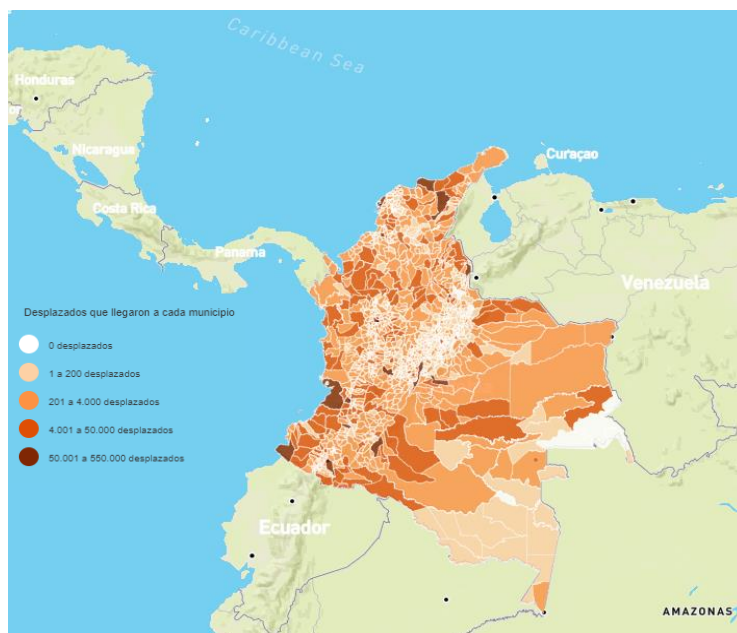 Caribbean Sea
Honduras
Nicaragua
Curaçao
Costa Rica
Panama
Venezuela
Desplazados que llegaron a cada municipio
0 desplazados
1 a 200 desplazados
201 a 4.000 desplazados
4.001 a 50.000 desplazados
50.001 a 550.000 desplazados
Ecuador
AMAZONAS